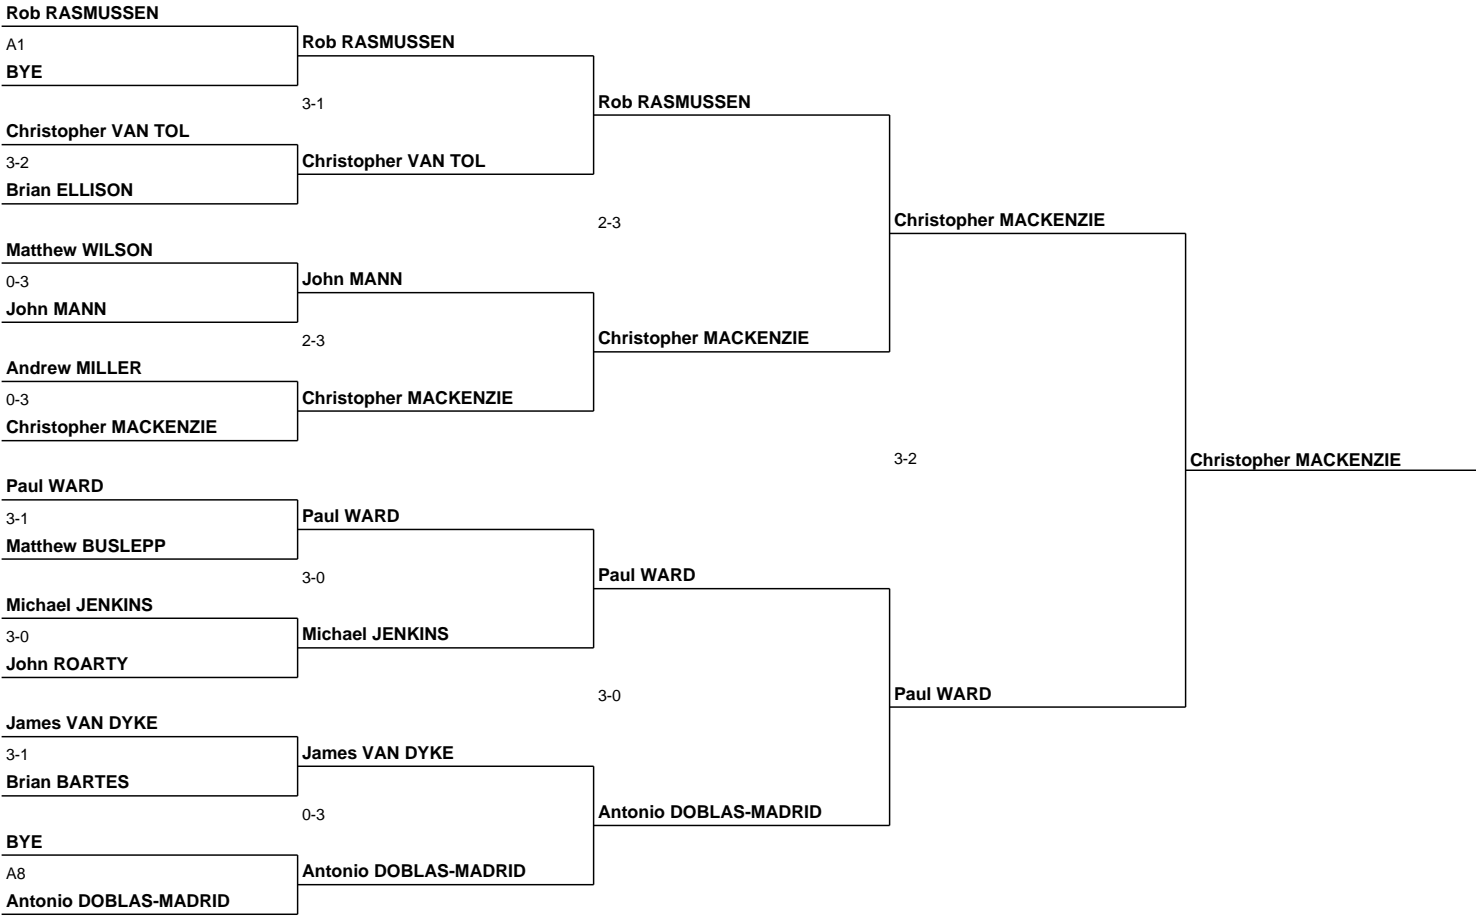 Rob RASMUSSEN
A1
BYE
Christopher VAN TOL
3-2
Brian ELLISON
Matthew WILSON
0-3
John MANN
Andrew MILLER
0-3
Christopher MACKENZIE
Paul WARD
3-1
Matthew BUSLEPP
Michael JENKINS
3-0
John ROARTY
James VAN DYKE
3-1
Brian BARTES
BYE
A8
Antonio DOBLAS-MADRID
Rob RASMUSSEN
3-1
Christopher VAN TOL
John MANN
2-3
Christopher MACKENZIE
Paul WARD
3-0
Michael JENKINS
James VAN DYKE
0-3
Antonio DOBLAS-MADRID
Rob RASMUSSEN
2-3
Christopher MACKENZIE
Paul WARD
3-0
Antonio DOBLAS-MADRID
Christopher MACKENZIE
3-2
Paul WARD
Christopher MACKENZIE